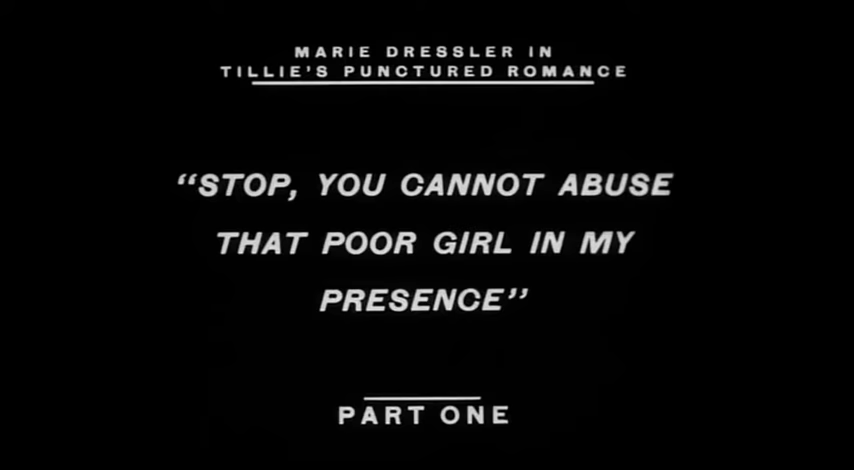 MARIE DRESSLER IN
TILLIE'S PUNCTURED ROMANCE
"STOP, YOU CANNOT ABUSE
THAT POOR GIRL IN MY
PRESENCE"
PART ONE